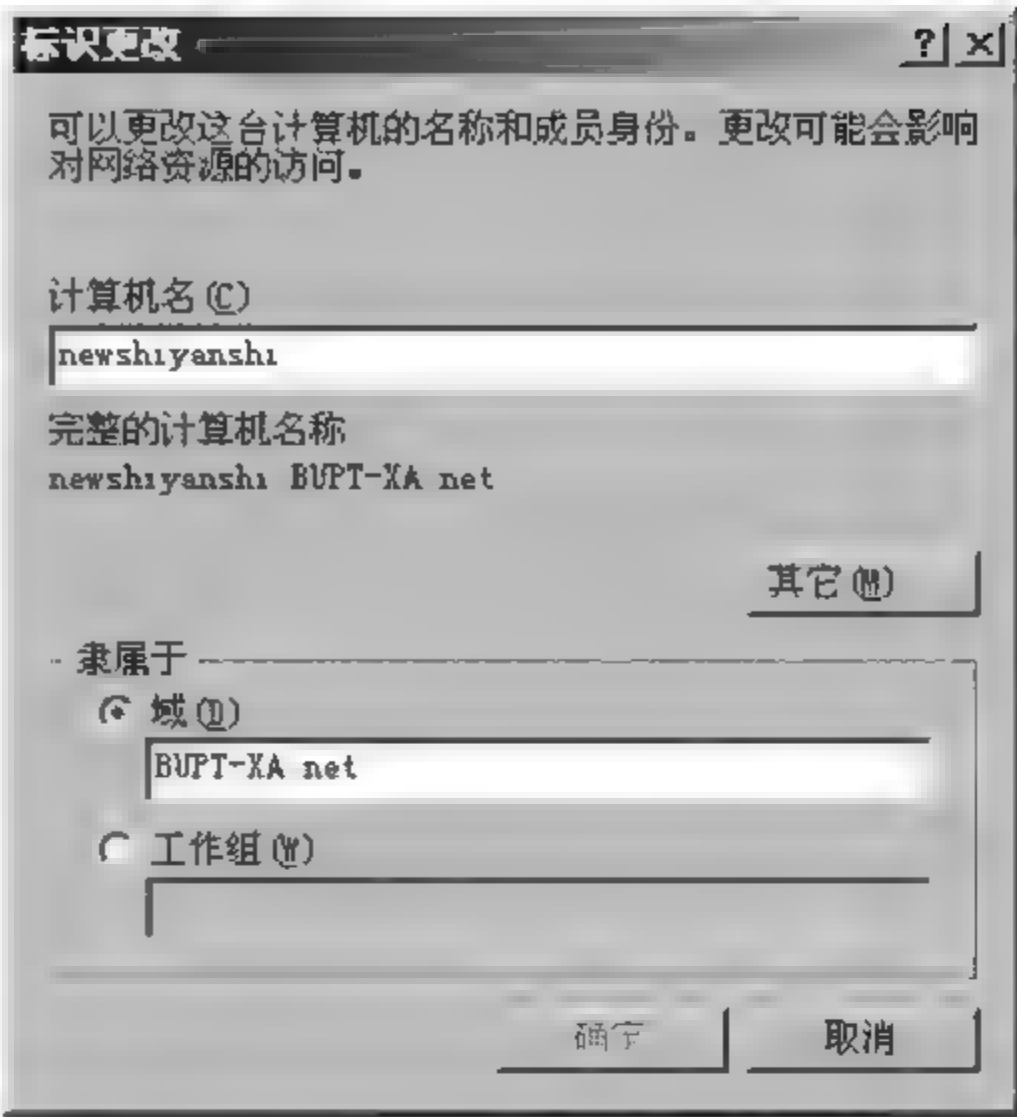 标识更改
可以更改这台计算机的名称和成员身份。更改可能会影响
对网络资源的访问。
计算机名(C)
newshiyanshi
完整的计算机名称
newshiyanshi BUPT-XA net
其它(M)
隶属于
域(D)
BUPT-XA net
工作组(W)
确定
取消